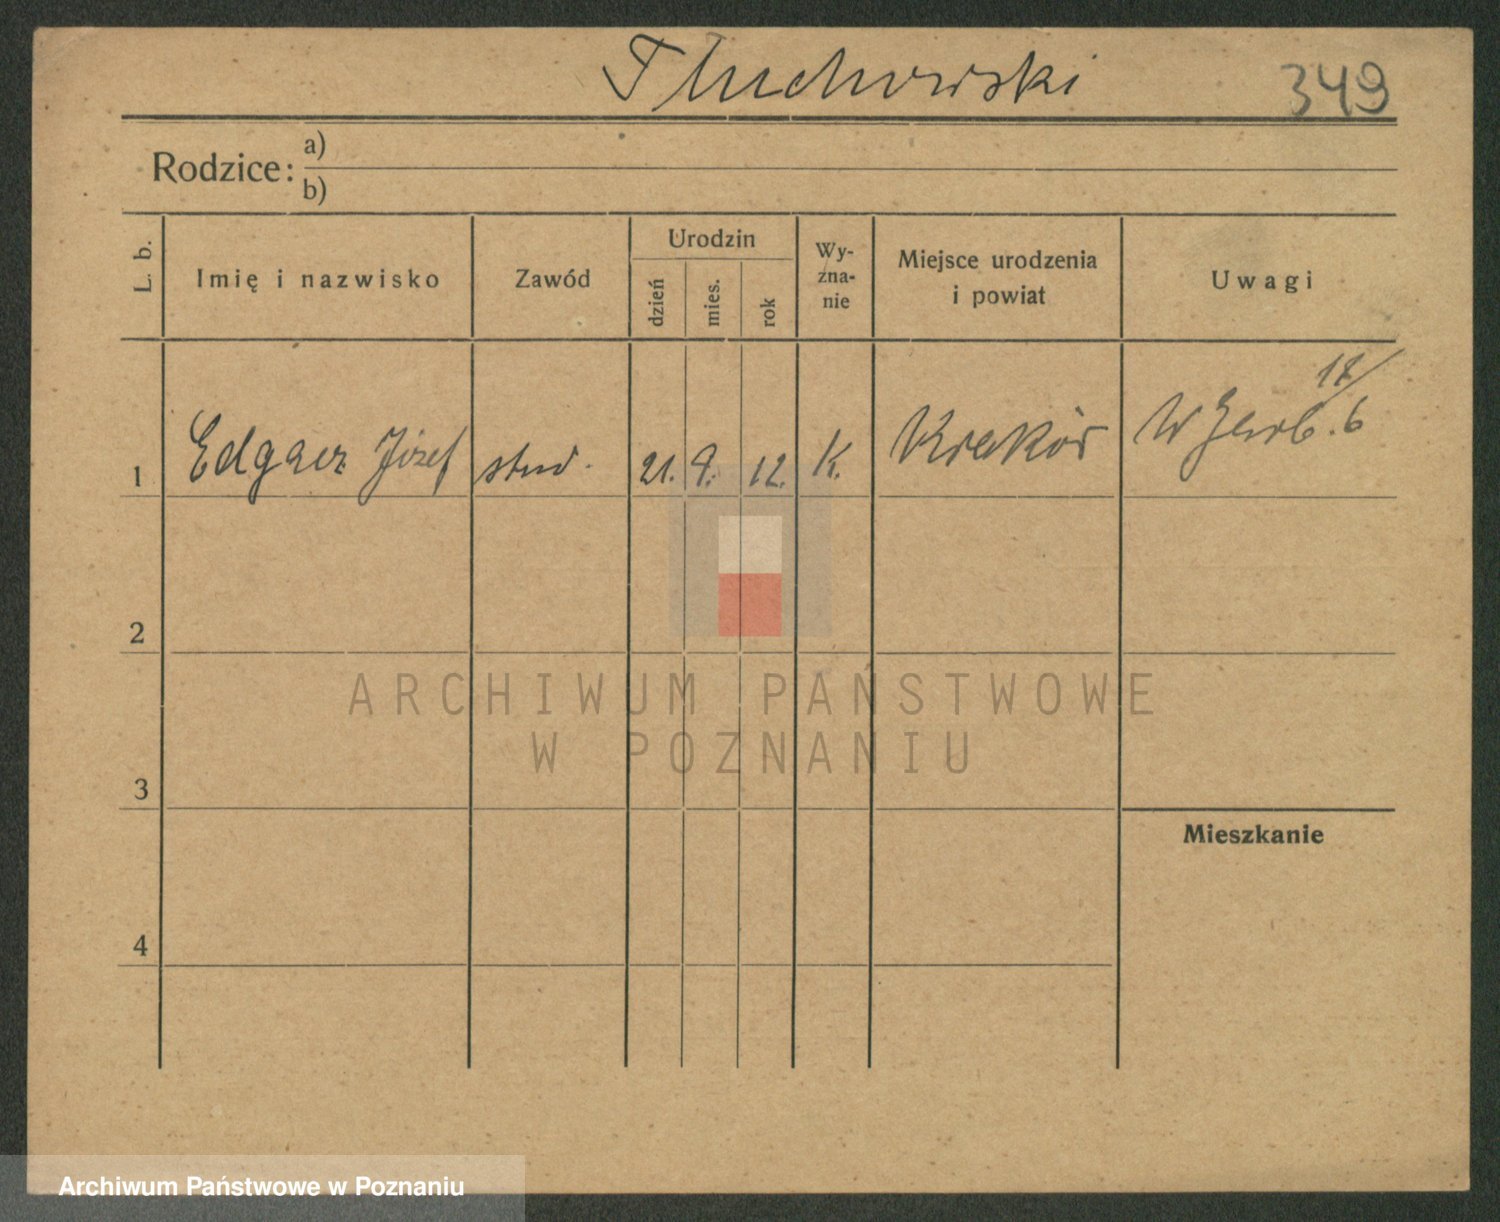 Tłuchowski 349
Rodzice: a)
b)
L. b.
Imię i nazwisko
Zawód
Urodzin
dzień
mies.
rok
Wy-
zna-
nie
Miejsce urodzenia
i powiat
Uwagi
1 Edgar Józef stud. 21. 9. 12. K. Kraków W 6 17/
2
3
4
Mieszkanie
ARCHIWUM PAŃSTWOWE
W POZNANIU
Archiwum Państwowe w Poznaniu